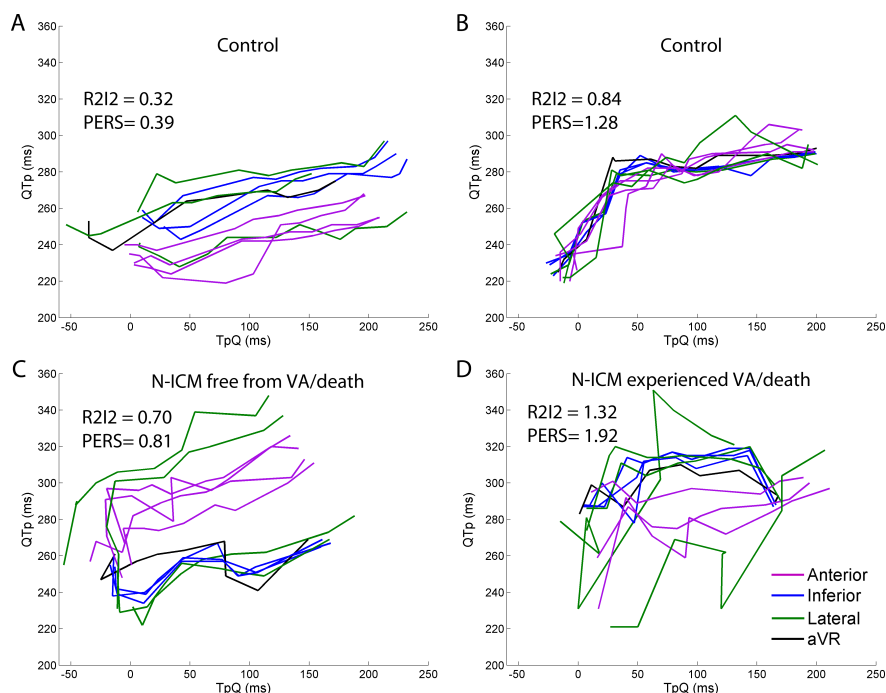 A
Control
R2I2 = 0.32
PERS = 0.39
360
340
320
300
280
260
240
220
200
QTp (ms)
-50 0 50 100 150 200 250
TpQ (ms)
B
Control
R2I2 = 0.84
PERS=1.28
360
340
320
300
280
260
240
220
200
QTp (ms)
-50 0 50 100 150 200 250
TpQ (ms)
C
N-ICM free from VA/death
R2I2 = 0.70
PERS= 0.81
360
340
320
300
280
260
240
220
200
QTp (ms)
-50 0 50 100 150 200 250
TpQ (ms)
D
N-ICM experienced VA/death
R2I2 = 1.32
PERS= 1.92
360
340
320
300
280
260
240
220
200
QTp (ms)
-50 0 50 100 150 200 250
TpQ (ms)
Anterior
Inferior
Lateral
aVR